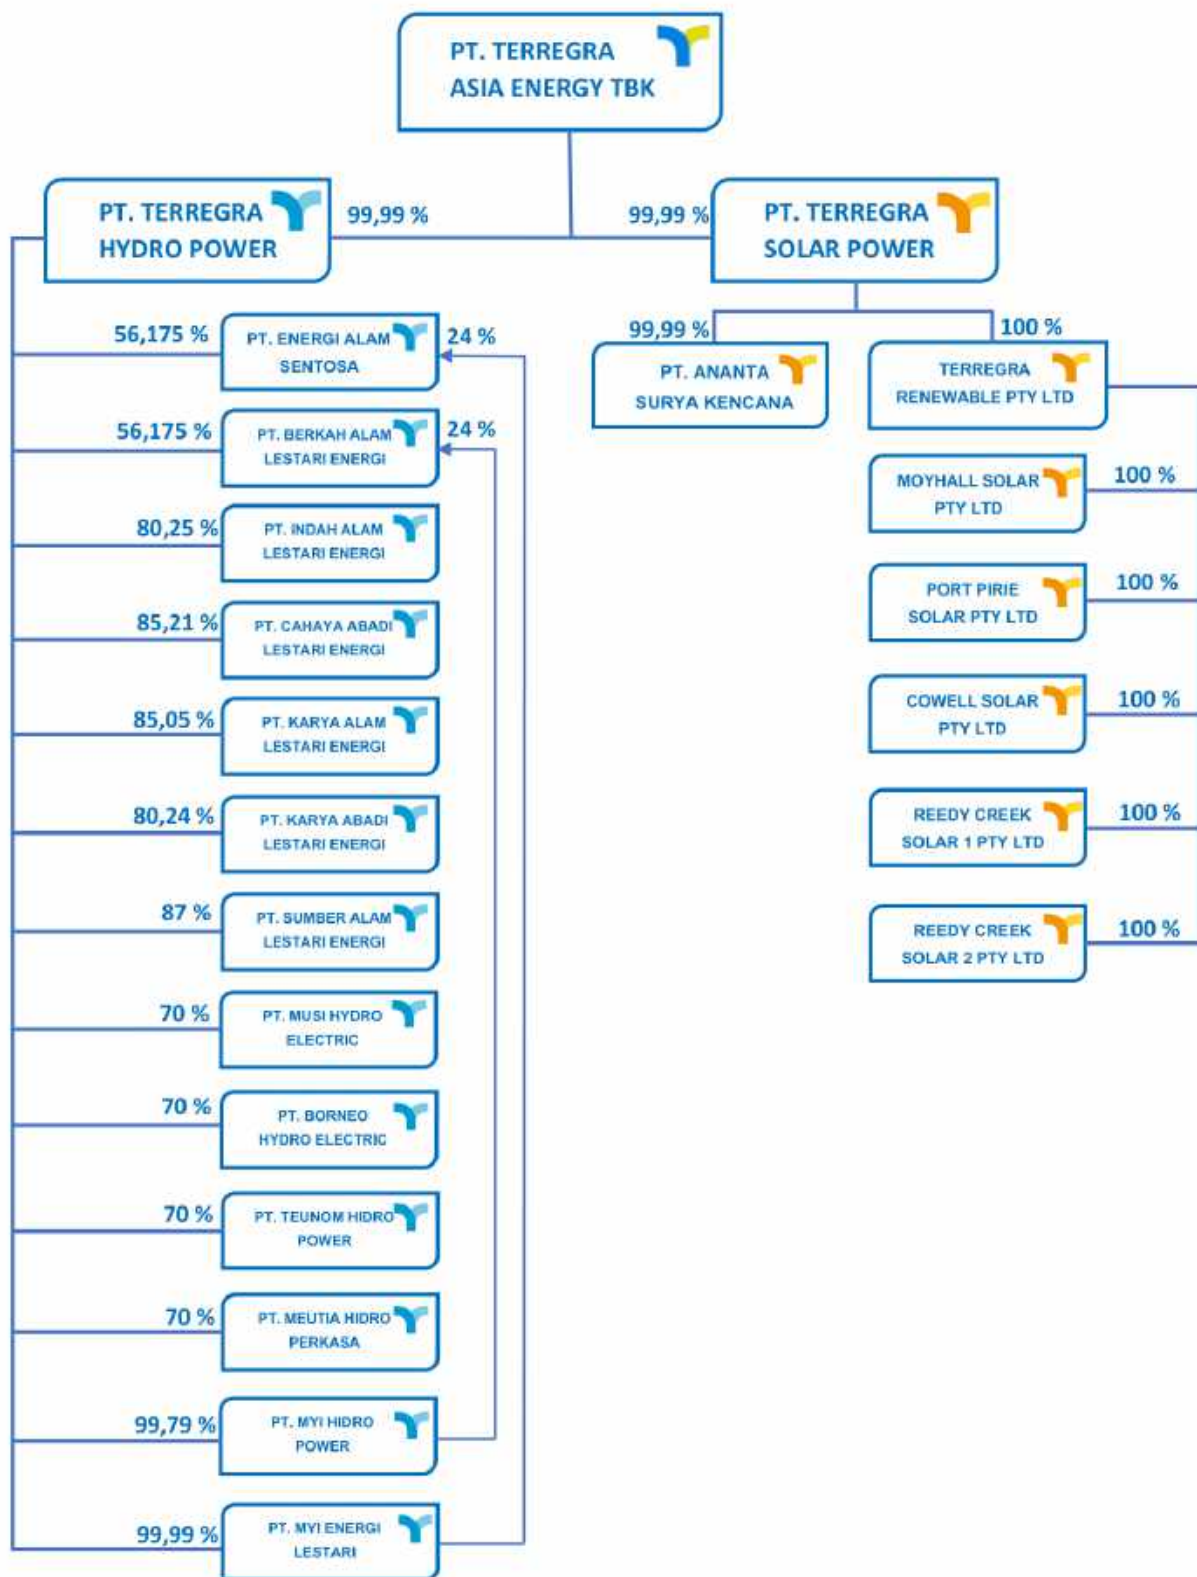 PT. TERREGRA
ASIA ENERGY TBK
PT. TERREGRA
HYDRO POWER
99,99 %
99,99 %
PT. TERREGRA
SOLAR POWER
56,175 %
PT. ENERGI ALAM
SENTOSA
24 %
56,175 %
PT. BERKAH ALAM
LESTARI ENERGI
24 %
80,25 %
PT. INDAH ALAM
LESTARI ENERGI
85,21 %
PT. CAHAYA ABADI
LESTARI ENERGI
85,05 %
PT. KARYA ALAM
LESTARI ENERGI
80,24 %
PT. KARYA ABADI
LESTARI ENERGI
87 %
PT. SUMBER ALAM
LESTARI ENERGI
70 %
PT. MUSI HYDRO
ELECTRIC
70 %
PT. BORNEO
HYDRO ELECTRIC
70 %
PT. TEUNOM HIDRO
POWER
70 %
PT. MEUTIA HIDRO
PERKASA
99,79 %
PT. MYI HIDRO
POWER
99,99 %
PT. MYI ENERGI
LESTARI
99,99 %
PT. ANANTA
SURYA KENCANA
100 %
TERREGRA
RENEWABLE PTY LTD
MOYHALL SOLAR
PTY LTD
100 %
PORT PIRIE
SOLAR PTY LTD
100 %
COWELL SOLAR
PTY LTD
100 %
REEDY CREEK
SOLAR 1 PTY LTD
100 %
REEDY CREEK
SOLAR 2 PTY LTD
100 %